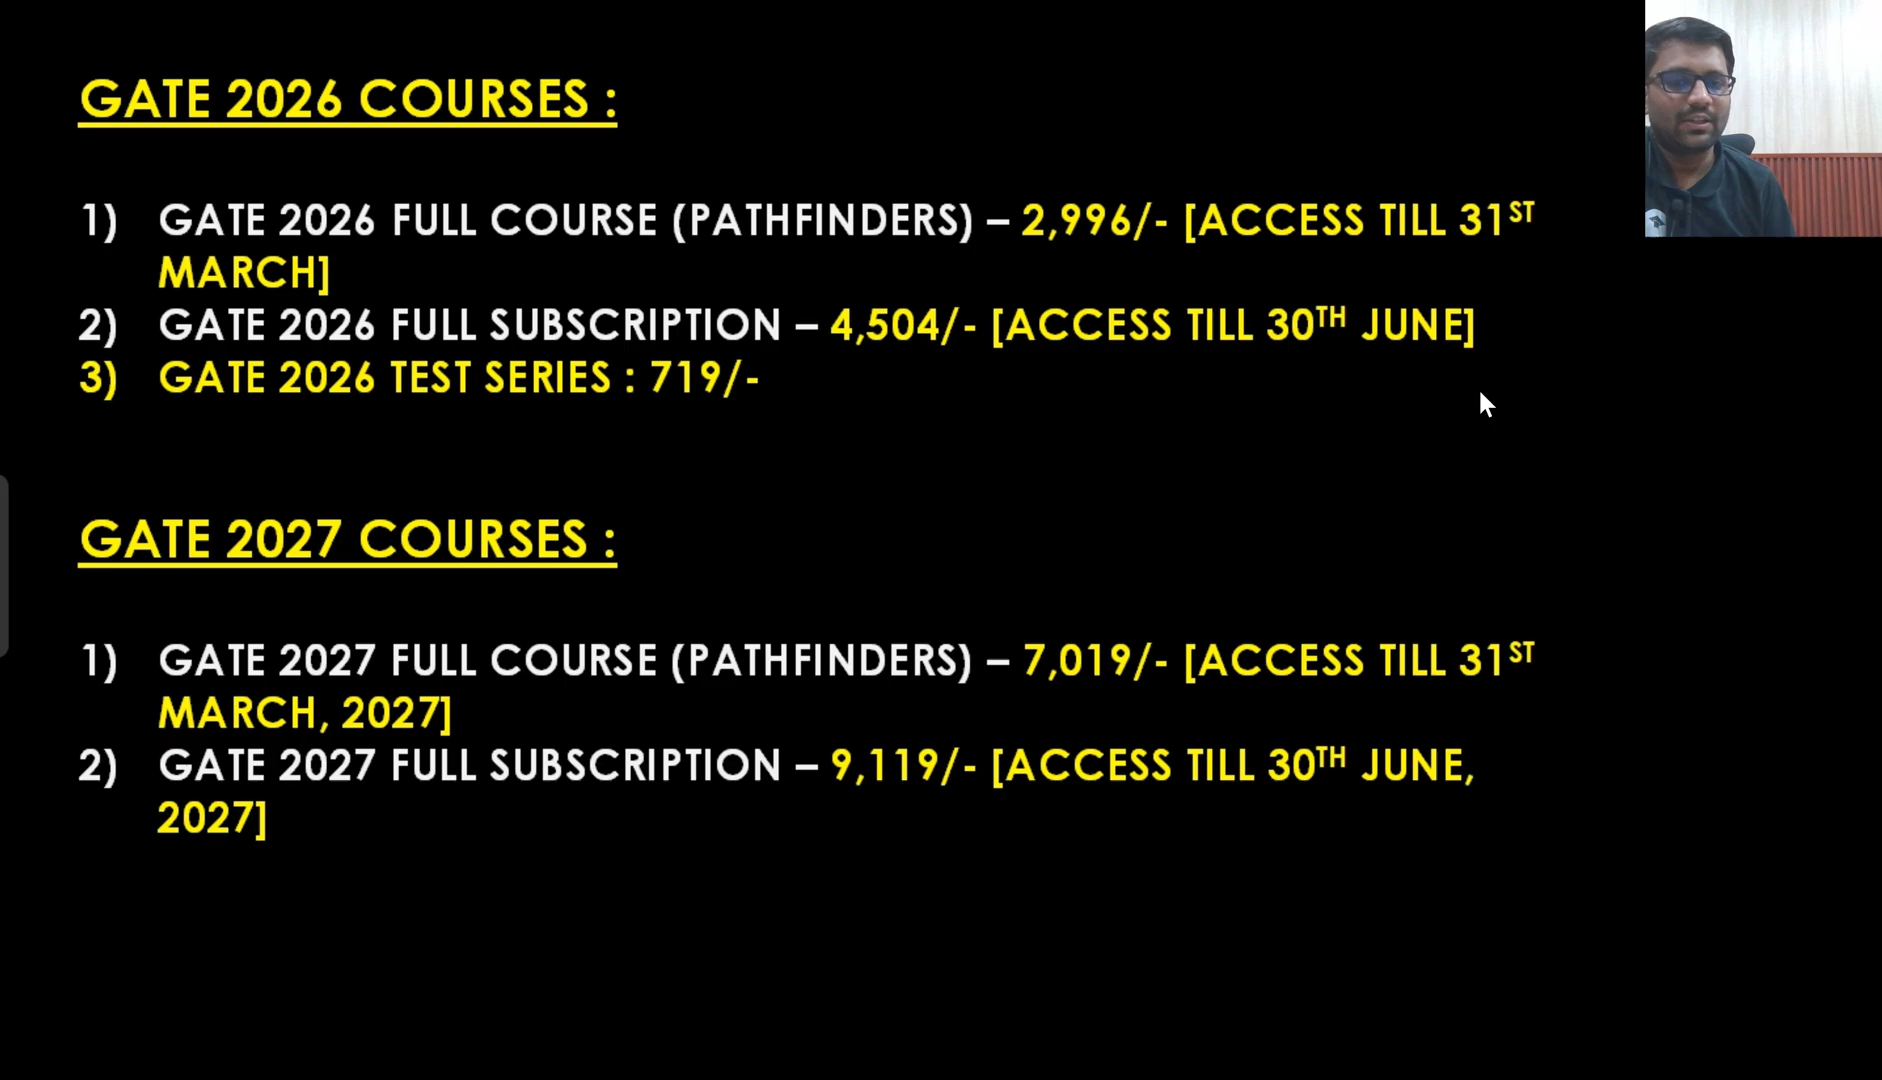 GATE 2026 COURSES :
1) GATE 2026 FULL COURSE (PATHFINDERS) – 2,996/- [ACCESS TILL 31ST
MARCH]
2) GATE 2026 FULL SUBSCRIPTION – 4,504/- [ACCESS TILL 30TH JUNE]
3) GATE 2026 TEST SERIES : 719/-
GATE 2027 COURSES :
1) GATE 2027 FULL COURSE (PATHFINDERS) – 7,019/- [ACCESS TILL 31ST
MARCH, 2027]
2) GATE 2027 FULL SUBSCRIPTION – 9,119/- [ACCESS TILL 30TH JUNE,
2027]